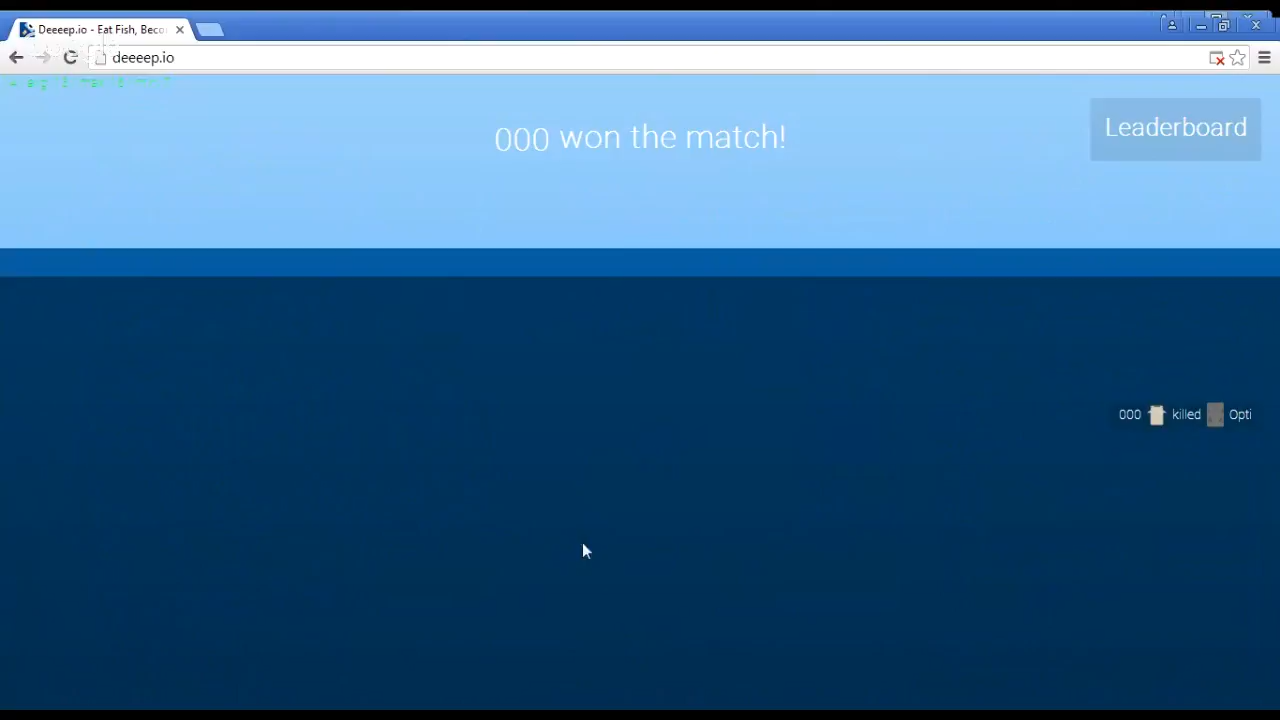 Deeeep.io - Eat Fish, Beco
deeeep.io
000 won the match!
Leaderboard
000 killed Opti